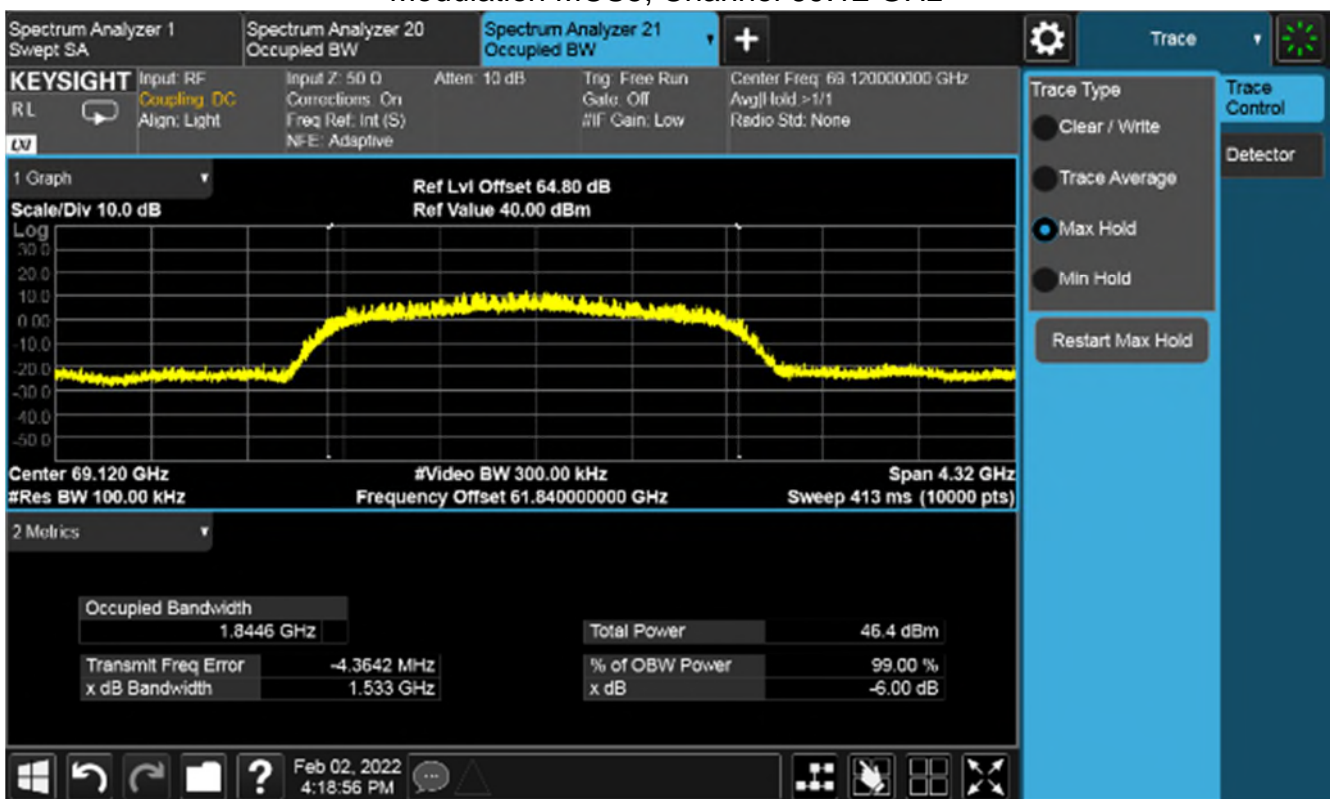 Spectrum Analyzer 1
Swept SA
Spectrum Analyzer 20
Occupied BW
Spectrum Analyzer 21
Occupied BW
Trace
KEYSIGHT
RL
LXI
Input: RF
Coupling: DC
Align: Light
Input Z: 50 Ω
Corrections: On
Freq Ref: Int (S)
NFE: Adaptive
Atten: 10 dB
Trig: Free Run
Gate: Off
#IF Gain: Low
Center Freq: 69.120000000 GHz
Avg|Hold:>1/1
Radio Std: None
Trace Type
Clear / Write
Trace Average
Max Hold
Min Hold
Restart Max Hold
Trace
Control
Detector
1 Graph
Scale/Div 10.0 dB
Ref Lvl Offset 64.80 dB
Ref Value 40.00 dBm
Log
30.0
20.0
10.0
0.00
-10.0
-20.0
-30.0
-40.0
-50.0
Center 69.120 GHz
#Video BW 300.00 kHz
Span 4.32 GHz
#Res BW 100.00 kHz
Frequency Offset 61.840000000 GHz
Sweep 413 ms (10000 pts)
2 Metrics
Occupied Bandwidth
1.8446 GHz
Total Power 46.4 dBm
Transmit Freq Error -4.3642 MHz
% of OBW Power 99.00 %
x dB Bandwidth 1.533 GHz
x dB -6.00 dB
?
Feb 02, 2022
4:18:56 PM